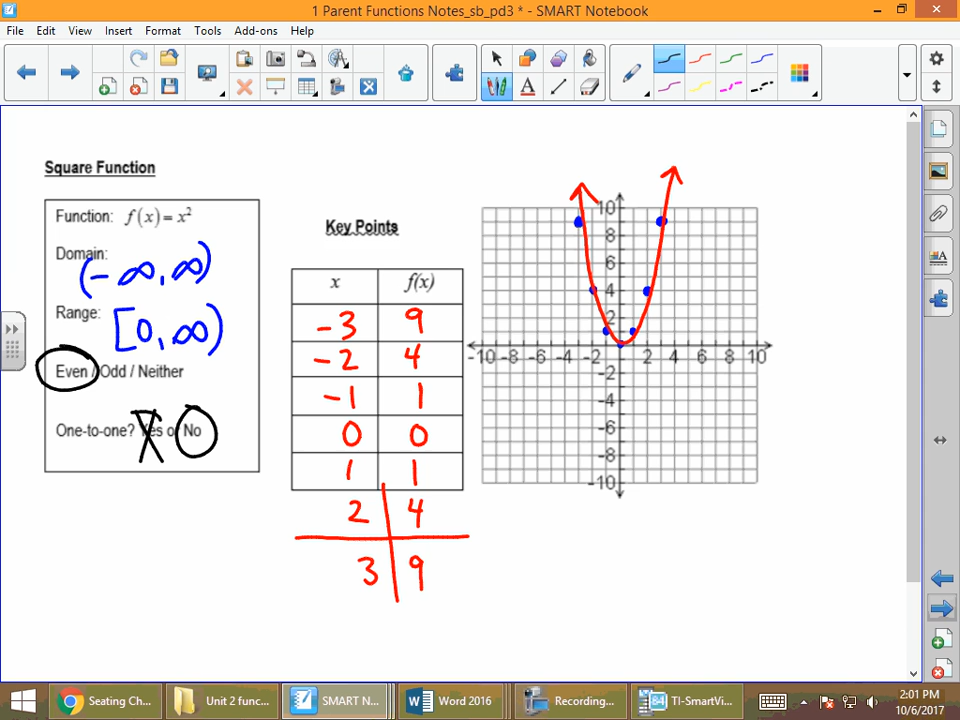 1 Parent Functions Notes_sb_pd3 * - SMART Notebook
File Edit View Insert Format Tools Add-ons Help
Square Function
Function: f(x) = x²
Domain:
(-∞,∞)
Range: [0,∞)
Even / Odd / Neither
One-to-one? Yes or No
Key Points
x f(x)
-3 9
-2 4
-1 1
0 0
1 1
2 4
3 9
10
8
6
4
2
-10 -8 -6 -4 -2 2 4 6 8 10
-2
-4
-6
-8
-10
Seating Ch...
Unit 2 func...
SMART N...
Word 2016
Recording...
TI-SmartVi...
2:01 PM
10/6/2017